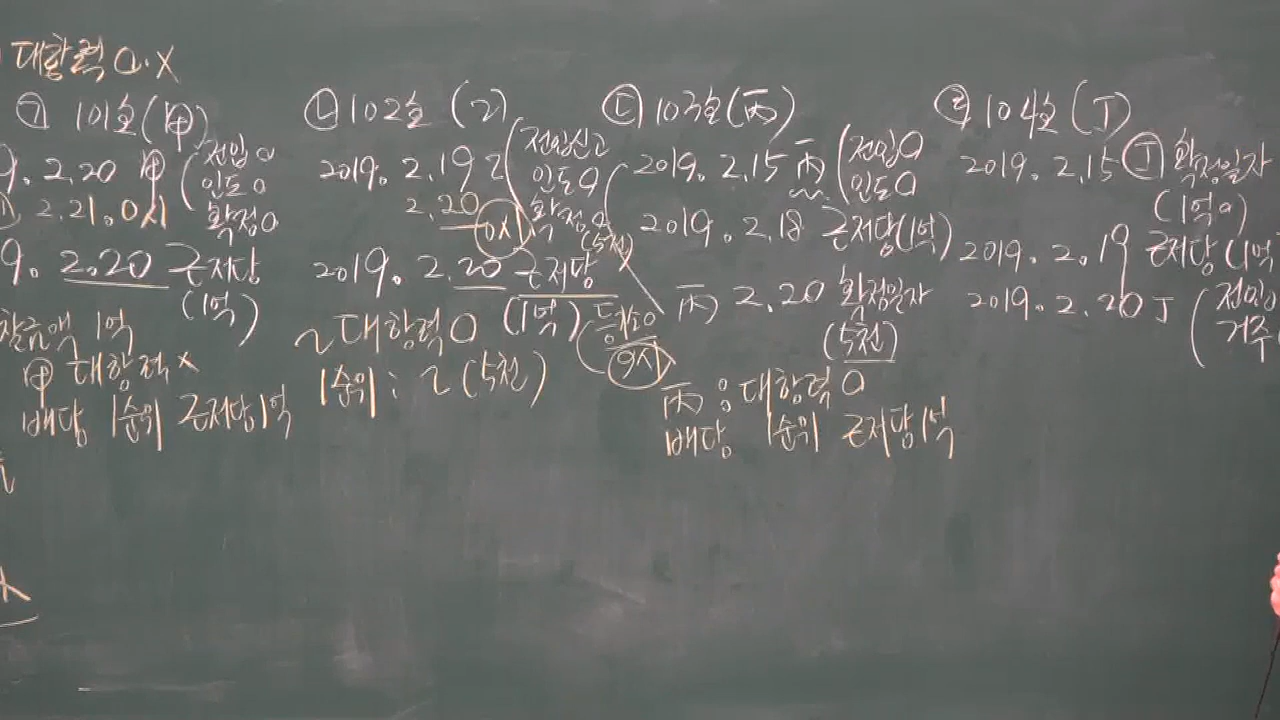 대항력 O·X
㉠ 101호(甲)
9. 2.20 甲 (전입 O
인도 O
확정 O
2.21.0시
9. 2.20 근저당
(1억)
찰금액 1억
甲 대항력 X
배당 1순위 근저당 1억
㉡ 102호 (乙)
2019. 2.19 乙 (전입신고
인도 O
확정 O
(5천)
2.20 0시
2019. 2.20 근저당
(1억) 등기소
9시
乙 대항력 O
1순위 : 乙 (5천)
㉢ 103호(丙)
2019. 2.15 丙 (전입 O
인도 O
2019. 2.18 근저당(1억)
丙 2.20 확정일자
(5천)
丙 : 대항력 O
배당 1순위 근저당 1억
㉣ 104호(丁)
2019. 2.15 丁 확정일자
(1억 O)
2019. 2.19 근저당 (1억
2019. 2.20 丁 (전입 O
거주